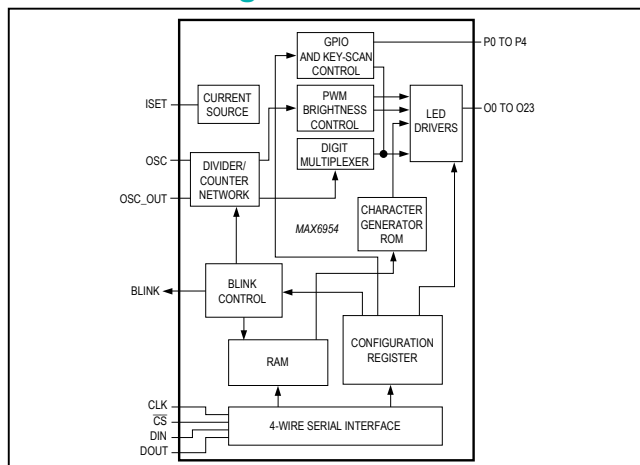 GPIO
AND KEY-SCAN
CONTROL
P0 TO P4
ISET
CURRENT
SOURCE
PWM
BRIGHTNESS
CONTROL
LED
DRIVERS
O0 TO O23
OSC
DIVIDER/
COUNTER
NETWORK
DIGIT
MULTIPLEXER
OSC_OUT
MAX6954
CHARACTER
GENERATOR
ROM
BLINK
BLINK
CONTROL
CONFIGURATION
REGISTER
RAM
CLK
CS
DIN
DOUT
4-WIRE SERIAL INTERFACE